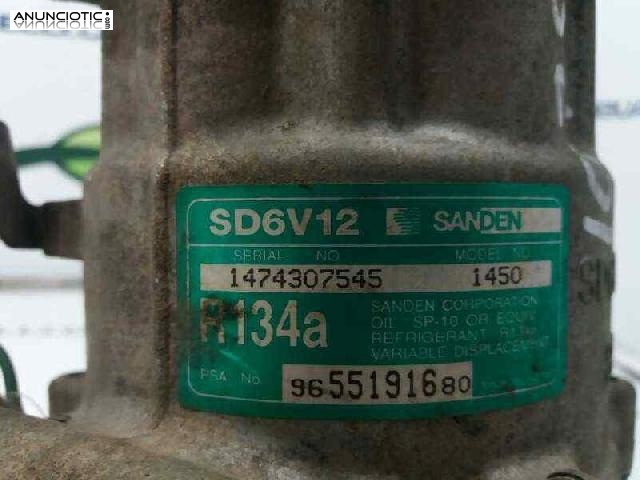 ANUNCIOTIC
SD6V12 SANDEN
SERIAL NO MODEL NO.
1474307545 1450
R134a
SANDEN CORPORATION
OIL SP-10 OR EQUIV.
REFRIGERANT
VARIABLE DISPLACEMENT
PSA No. 9655191680